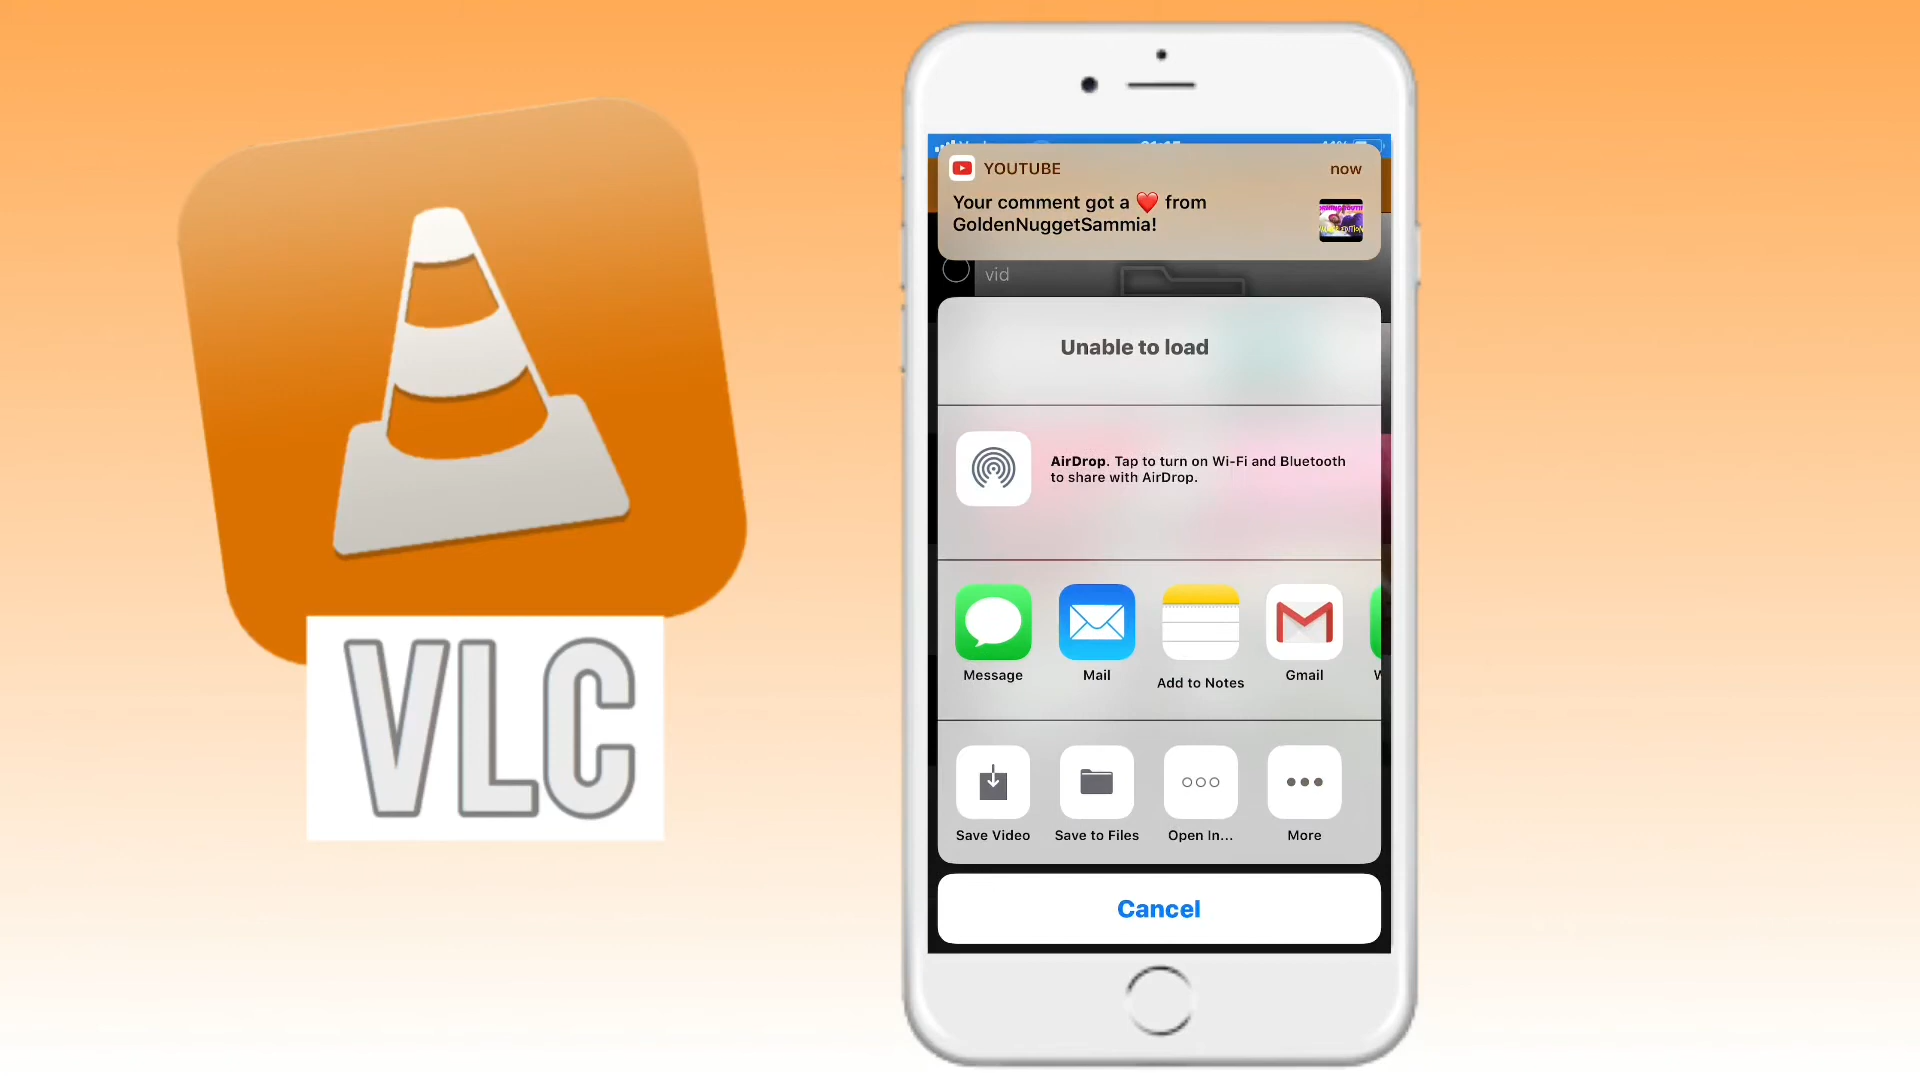 VLC
YOUTUBE
now
Your comment got a ❤️ from
GoldenNuggetSammia!
vid
Unable to load
AirDrop. Tap to turn on Wi-Fi and Bluetooth
to share with AirDrop.
Message
Mail
Add to Notes
Gmail
Save Video
Save to Files
Open In...
More
Cancel